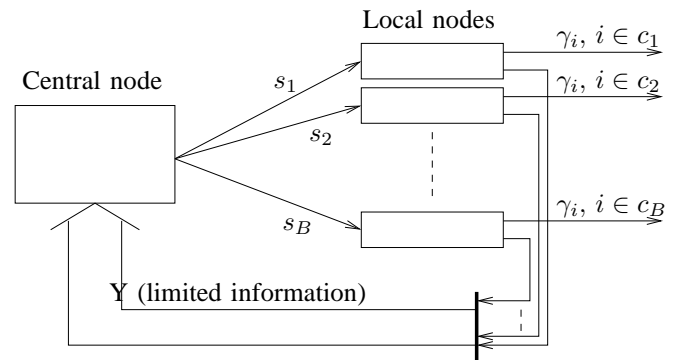 Local nodes
γ_i, i ∈ c_1
Central node
s_1
γ_i, i ∈ c_2
s_2
γ_i, i ∈ c_B
s_B
Y (limited information)